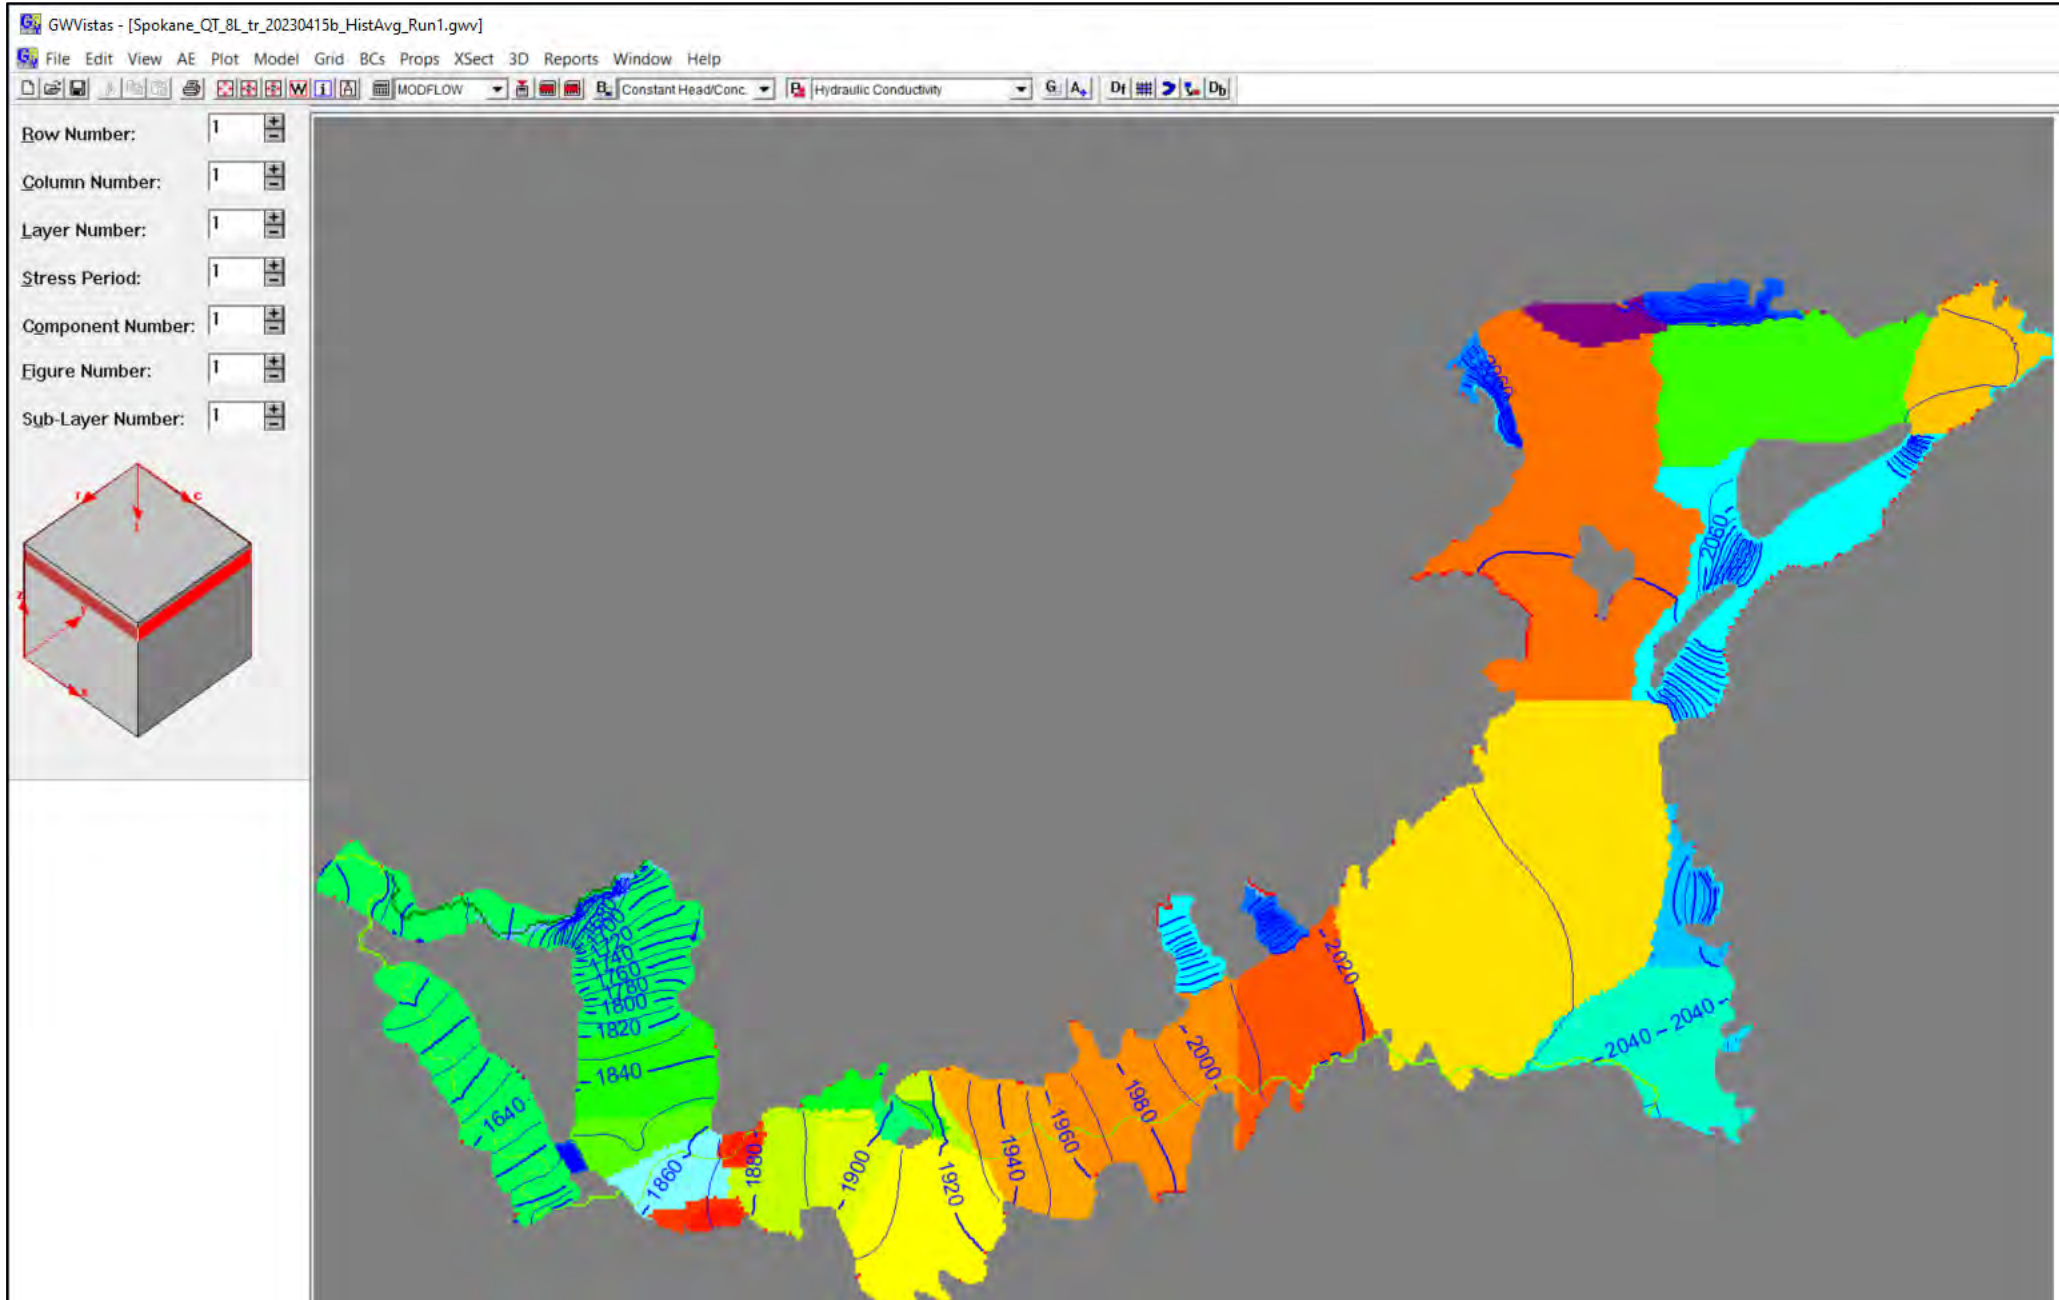 GWVistas - [Spokane_QT_8L_tr_20230415b_HistAvg_Run1.gwv]
File Edit View AE Plot Model Grid BCs Props XSect 3D Reports Window Help
MODFLOW Constant Head/Conc. Hydraulic Conductivity
Row Number: 1
Column Number: 1
Layer Number: 1
Stress Period: 1
Component Number: 1
Figure Number: 1
Sub-Layer Number: 1
r
c
l
z
y
x
2060
2020
2000
1980
1960
1940
1920
1900
1880
1860
1840
1820
1800
1780
1760
1740
1720
1640
2040
2040